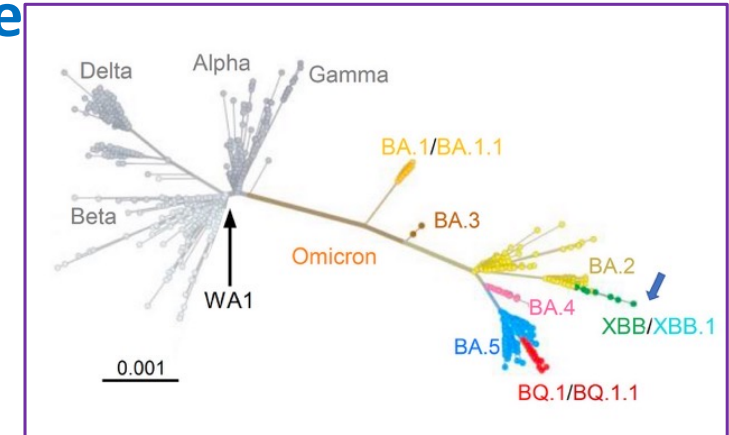 e
Delta
Alpha
Gamma
BA.1/BA.1.1
Beta
BA.3
Omicron
BA.2
WA1
BA.4
XBB/XBB.1
BA.5
0.001
BQ.1/BQ.1.1